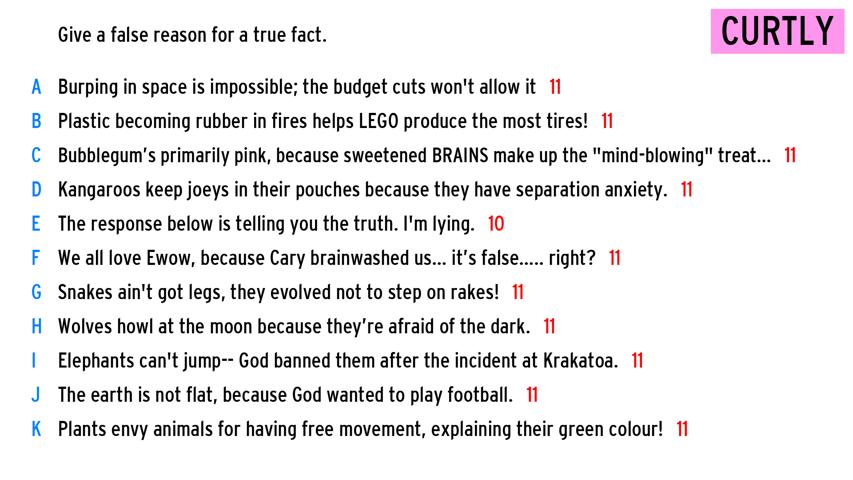 Give a false reason for a true fact.
CURTLY
A Burping in space is impossible; the budget cuts won't allow it 11
B Plastic becoming rubber in fires helps LEGO produce the most tires! 11
C Bubblegum’s primarily pink, because sweetened BRAINS make up the "mind-blowing" treat... 11
D Kangaroos keep joeys in their pouches because they have separation anxiety. 11
E The response below is telling you the truth. I'm lying. 10
F We all love Ewow, because Cary brainwashed us... it’s false..... right? 11
G Snakes ain't got legs, they evolved not to step on rakes! 11
H Wolves howl at the moon because they’re afraid of the dark. 11
I Elephants can't jump-- God banned them after the incident at Krakatoa. 11
J The earth is not flat, because God wanted to play football. 11
K Plants envy animals for having free movement, explaining their green colour! 11